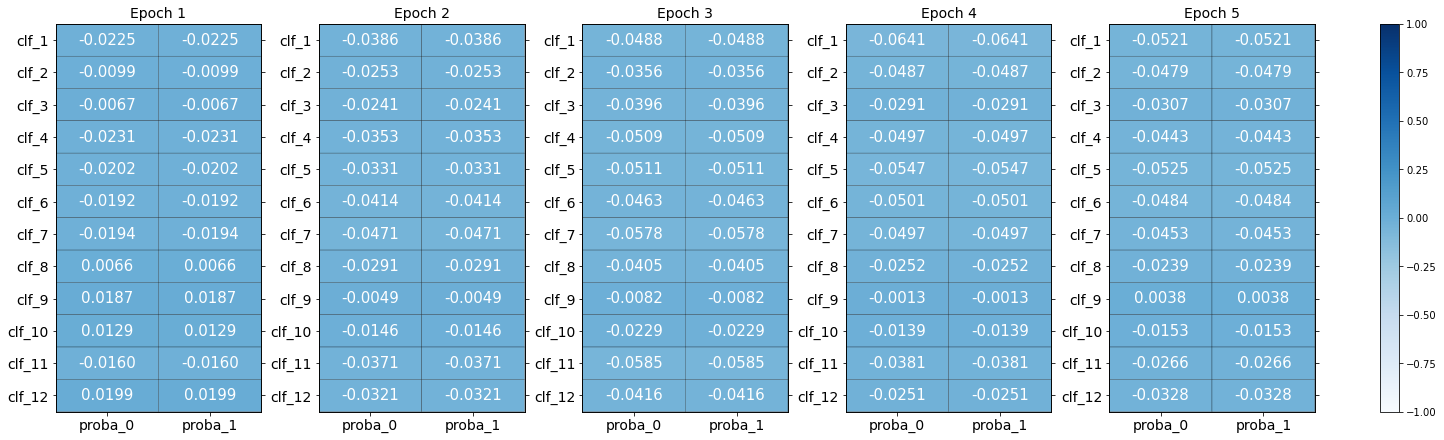 Epoch 1 Epoch 2 Epoch 3 Epoch 4 Epoch 5
clf_1 -0.0225 -0.0225 clf_1 -0.0386 -0.0386 clf_1 -0.0488 -0.0488 clf_1 -0.0641 -0.0641 clf_1 -0.0521 -0.0521 1.00
clf_2 -0.0099 -0.0099 clf_2 -0.0253 -0.0253 clf_2 -0.0356 -0.0356 clf_2 -0.0487 -0.0487 clf_2 -0.0479 -0.0479 0.75
clf_3 -0.0067 -0.0067 clf_3 -0.0241 -0.0241 clf_3 -0.0396 -0.0396 clf_3 -0.0291 -0.0291 clf_3 -0.0307 -0.0307
clf_4 -0.0231 -0.0231 clf_4 -0.0353 -0.0353 clf_4 -0.0509 -0.0509 clf_4 -0.0497 -0.0497 clf_4 -0.0443 -0.0443 0.50
clf_5 -0.0202 -0.0202 clf_5 -0.0331 -0.0331 clf_5 -0.0511 -0.0511 clf_5 -0.0547 -0.0547 clf_5 -0.0525 -0.0525 0.25
clf_6 -0.0192 -0.0192 clf_6 -0.0414 -0.0414 clf_6 -0.0463 -0.0463 clf_6 -0.0501 -0.0501 clf_6 -0.0484 -0.0484 0.00
clf_7 -0.0194 -0.0194 clf_7 -0.0471 -0.0471 clf_7 -0.0578 -0.0578 clf_7 -0.0497 -0.0497 clf_7 -0.0453 -0.0453
clf_8 0.0066 0.0066 clf_8 -0.0291 -0.0291 clf_8 -0.0405 -0.0405 clf_8 -0.0252 -0.0252 clf_8 -0.0239 -0.0239 −0.25
clf_9 0.0187 0.0187 clf_9 -0.0049 -0.0049 clf_9 -0.0082 -0.0082 clf_9 -0.0013 -0.0013 clf_9 0.0038 0.0038
clf_10 0.0129 0.0129 clf_10 -0.0146 -0.0146 clf_10 -0.0229 -0.0229 clf_10 -0.0139 -0.0139 clf_10 -0.0153 -0.0153 −0.50
clf_11 -0.0160 -0.0160 clf_11 -0.0371 -0.0371 clf_11 -0.0585 -0.0585 clf_11 -0.0381 -0.0381 clf_11 -0.0266 -0.0266 −0.75
clf_12 0.0199 0.0199 clf_12 -0.0321 -0.0321 clf_12 -0.0416 -0.0416 clf_12 -0.0251 -0.0251 clf_12 -0.0328 -0.0328 −1.00
proba_0 proba_1 proba_0 proba_1 proba_0 proba_1 proba_0 proba_1 proba_0 proba_1